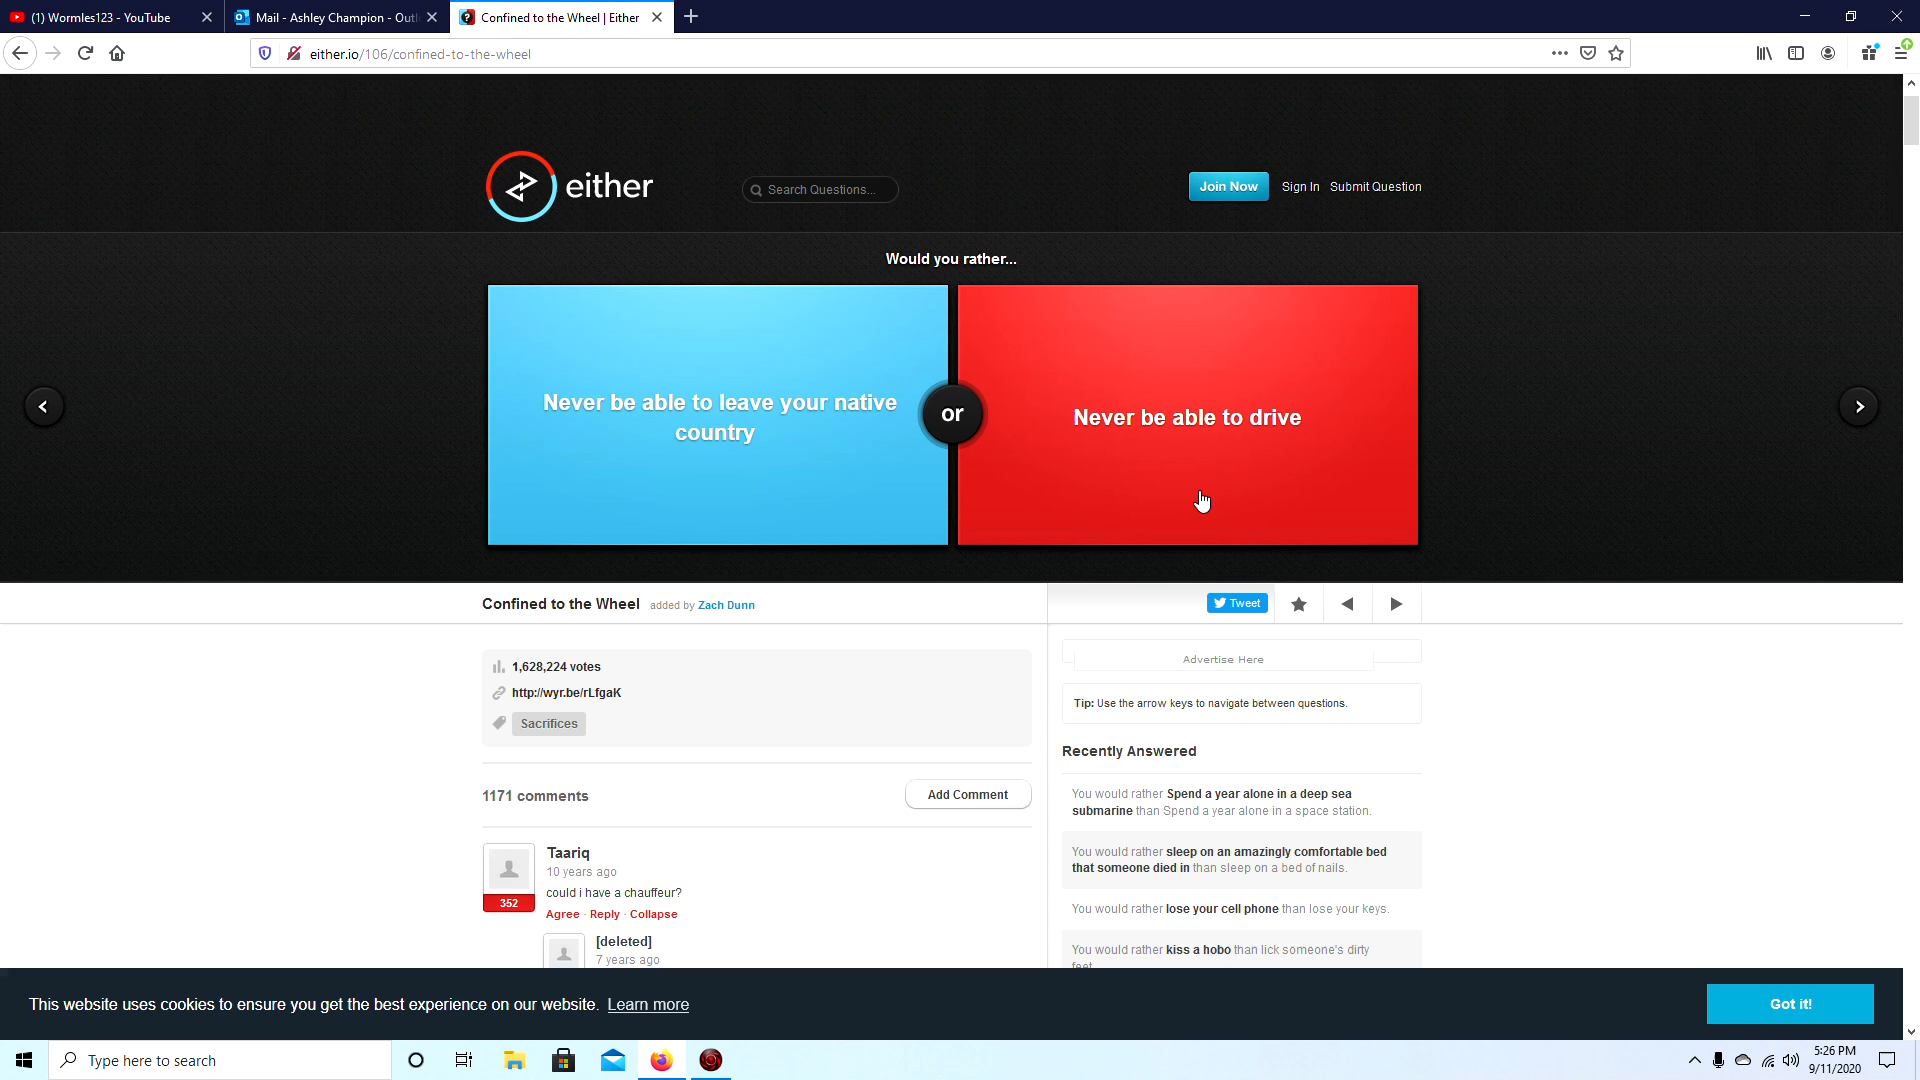 (1) Wormles123 - YouTube
Mail - Ashley Champion - Outl
Confined to the Wheel | Either
either.io/106/confined-to-the-wheel
either
Search Questions...
Join Now
Sign In
Submit Question
Would you rather...
Never be able to leave your native
country
or
Never be able to drive
Confined to the Wheel added by Zach Dunn
Tweet
1,628,224 votes
http://wyr.be/rLfgaK
Sacrifices
Advertise Here
Tip: Use the arrow keys to navigate between questions.
Recently Answered
1171 comments
Add Comment
You would rather Spend a year alone in a deep sea
submarine than Spend a year alone in a space station.
You would rather sleep on an amazingly comfortable bed
that someone died in than sleep on a bed of nails.
You would rather lose your cell phone than lose your keys.
You would rather kiss a hobo than lick someone's dirty
feet.
Taariq
10 years ago
could i have a chauffeur?
352
Agree · Reply · Collapse
[deleted]
7 years ago
This website uses cookies to ensure you get the best experience on our website. Learn more
Got it!
Type here to search
5:26 PM
9/11/2020